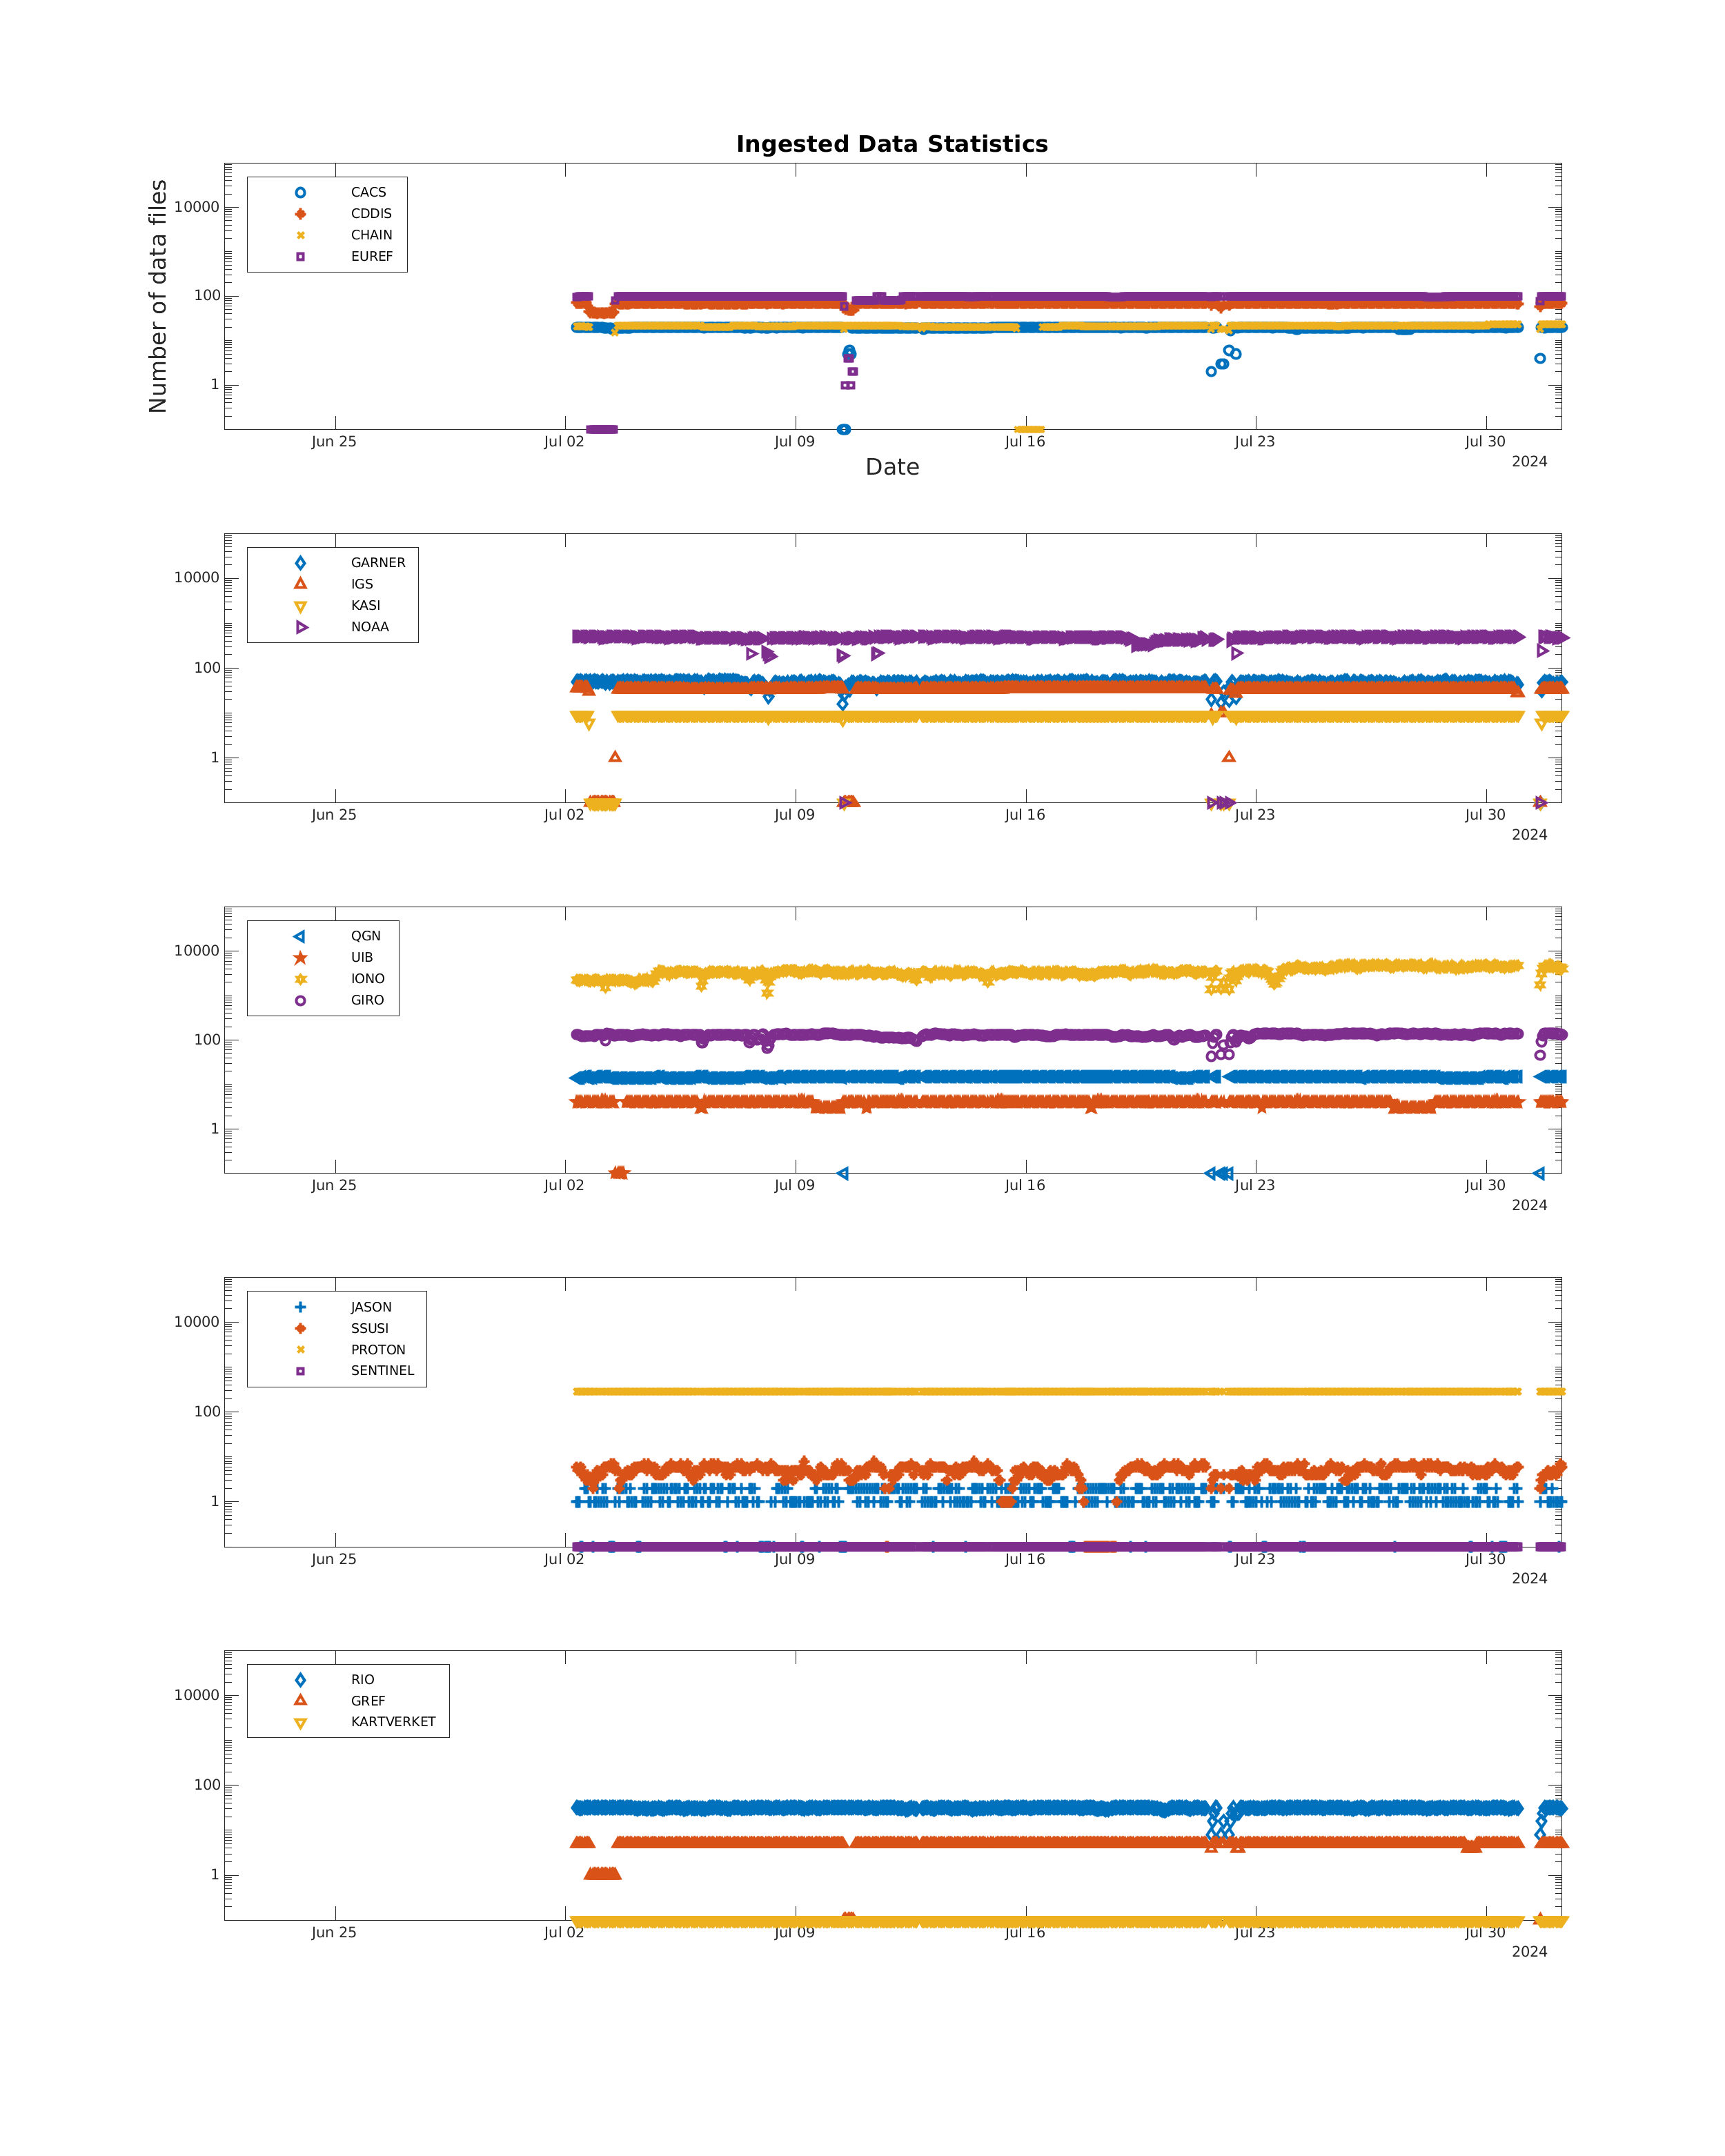 Ingested Data Statistics
Number of data files
10000
100
1
CACS
CDDIS
CHAIN
EUREF
Jun 25
Jul 02
Jul 09
Jul 16
Jul 23
Jul 30
2024
Date
10000
100
1
GARNER
IGS
KASI
NOAA
Jun 25
Jul 02
Jul 09
Jul 16
Jul 23
Jul 30
2024
10000
100
1
QGN
UIB
IONO
GIRO
Jun 25
Jul 02
Jul 09
Jul 16
Jul 23
Jul 30
2024
10000
100
1
JASON
SSUSI
PROTON
SENTINEL
Jun 25
Jul 02
Jul 09
Jul 16
Jul 23
Jul 30
2024
10000
100
1
RIO
GREF
KARTVERKET
Jun 25
Jul 02
Jul 09
Jul 16
Jul 23
Jul 30
2024